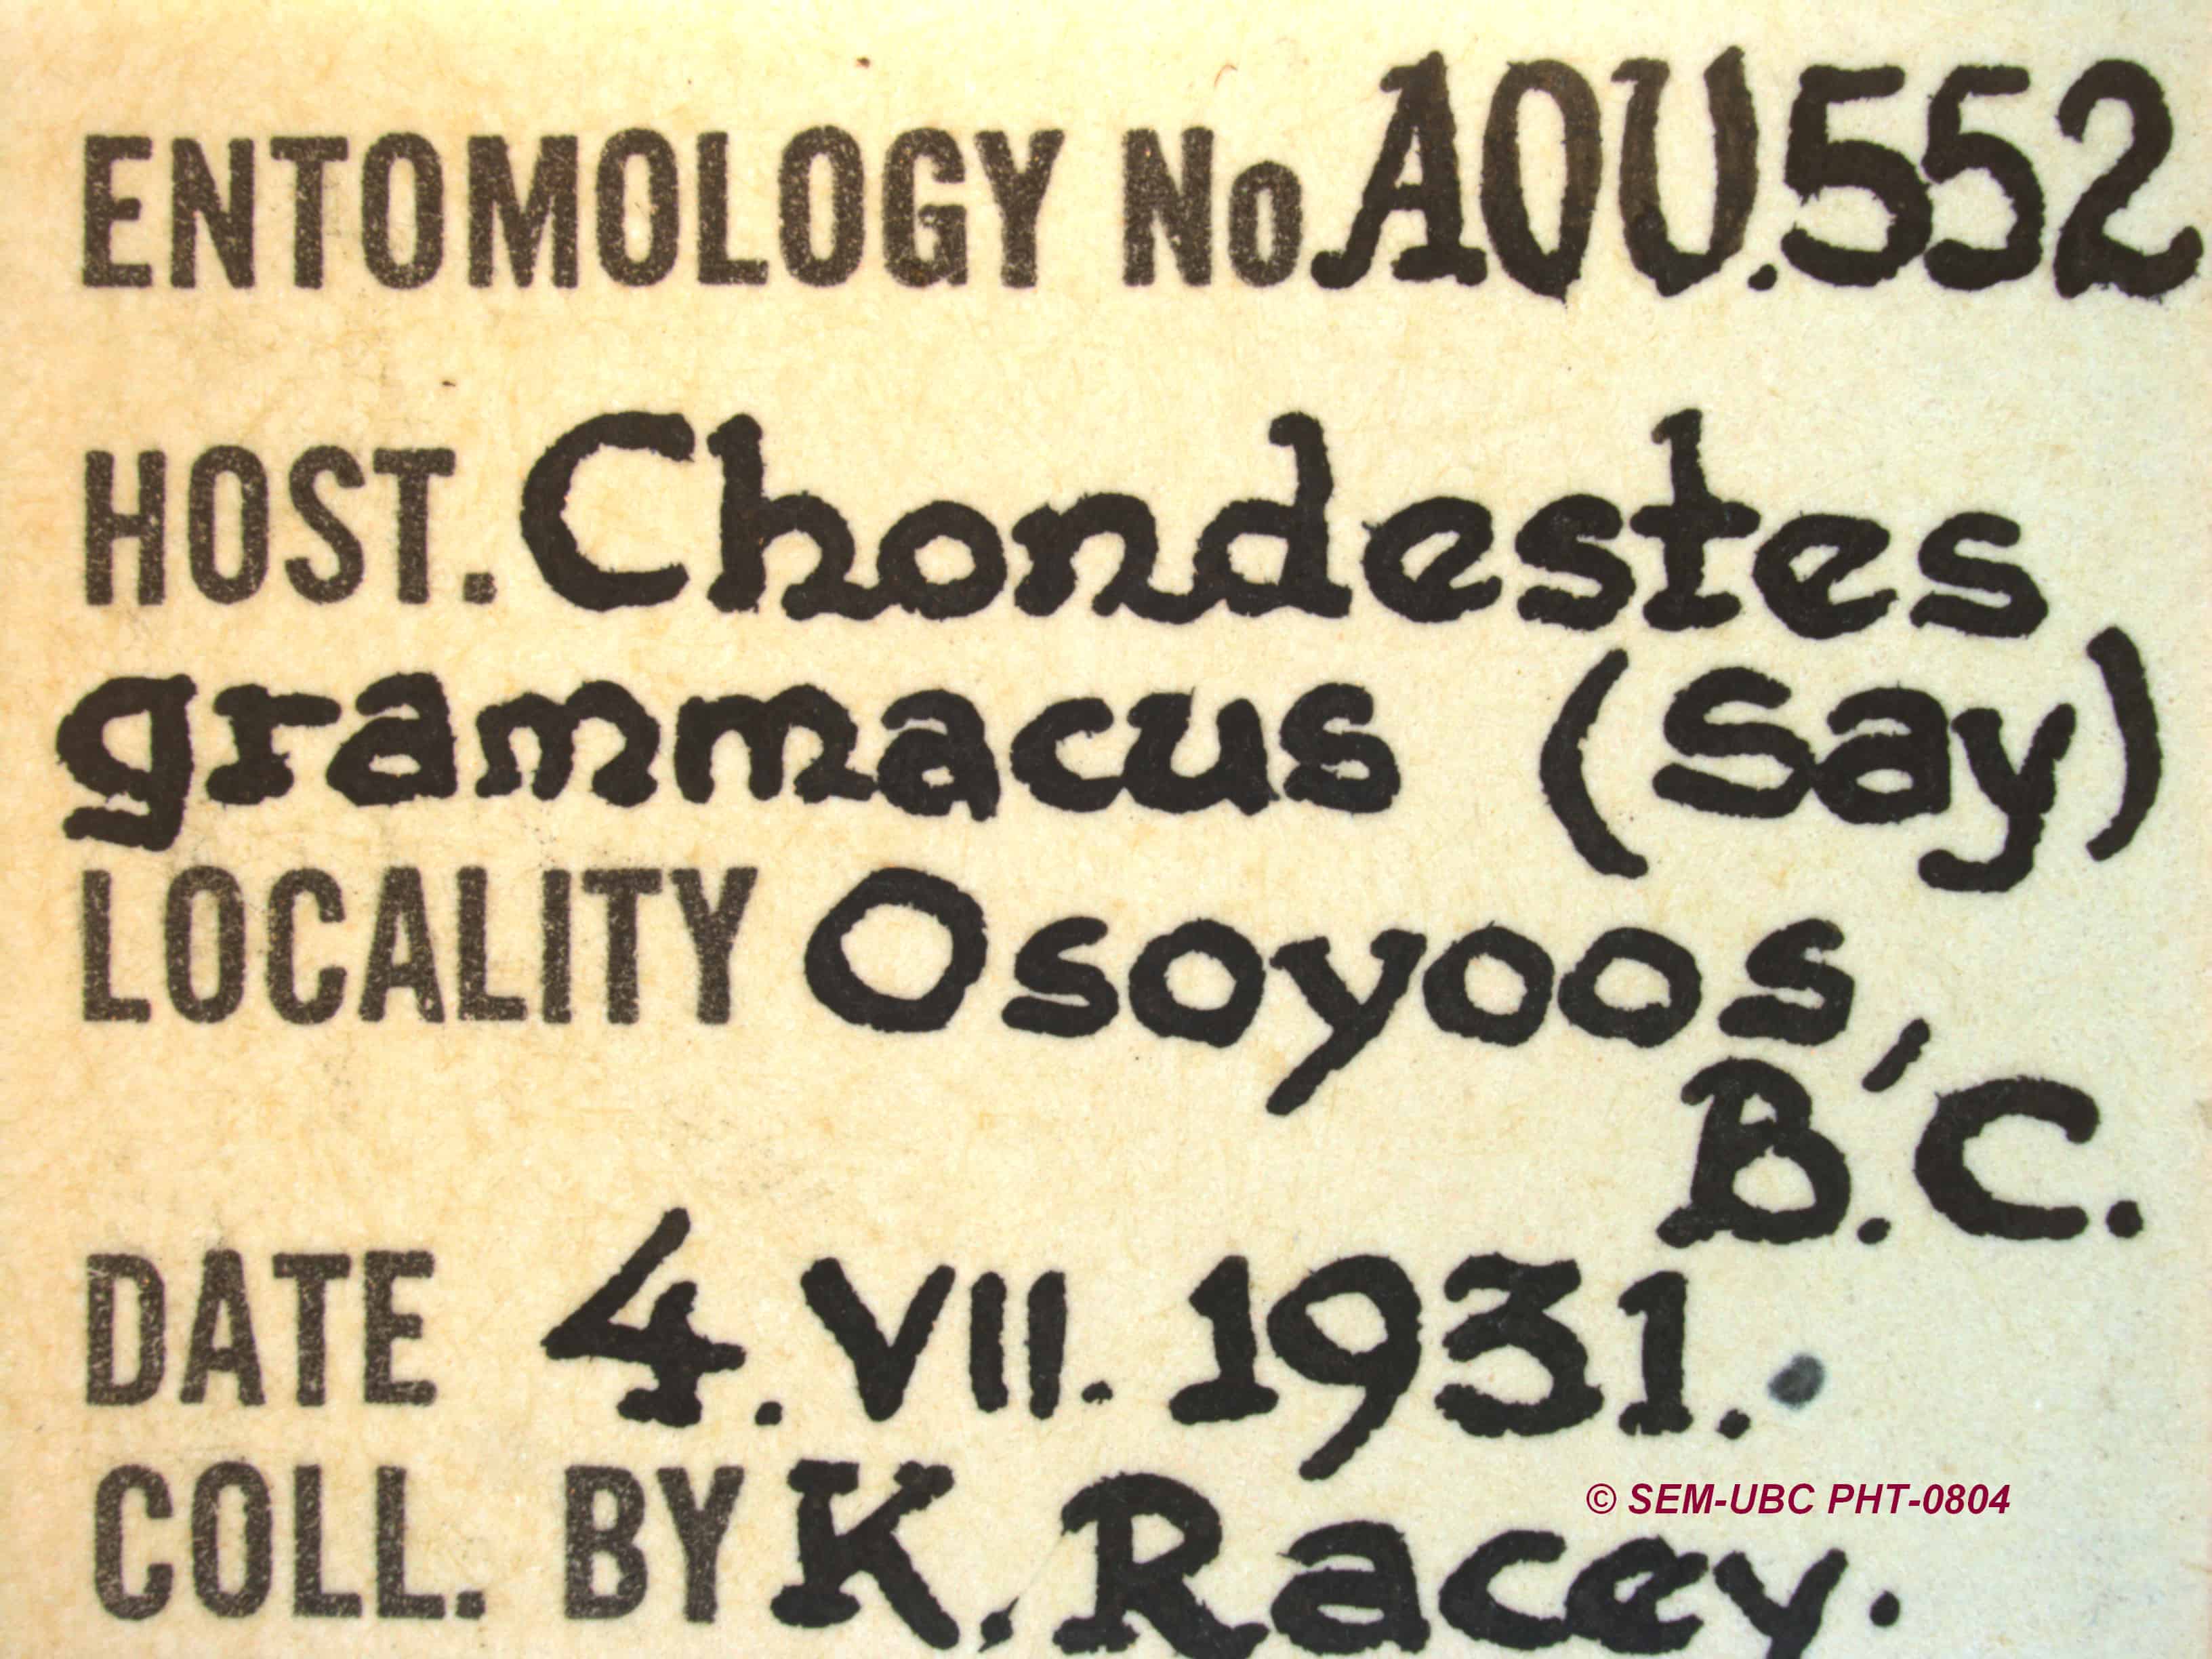 ENTOMOLOGY No. AOU.552
HOST. Chondestes
grammacus (Say)
LOCALITY Osoyoos,
B.C.
DATE 4.VII.1931.
COLL. BY K. Racey.
© SEM-UBC PHT-0804